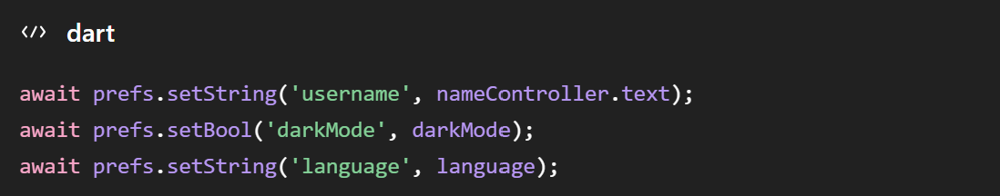 </> dart
await prefs.setString('username', nameController.text);
await prefs.setBool('darkMode', darkMode);
await prefs.setString('language', language);